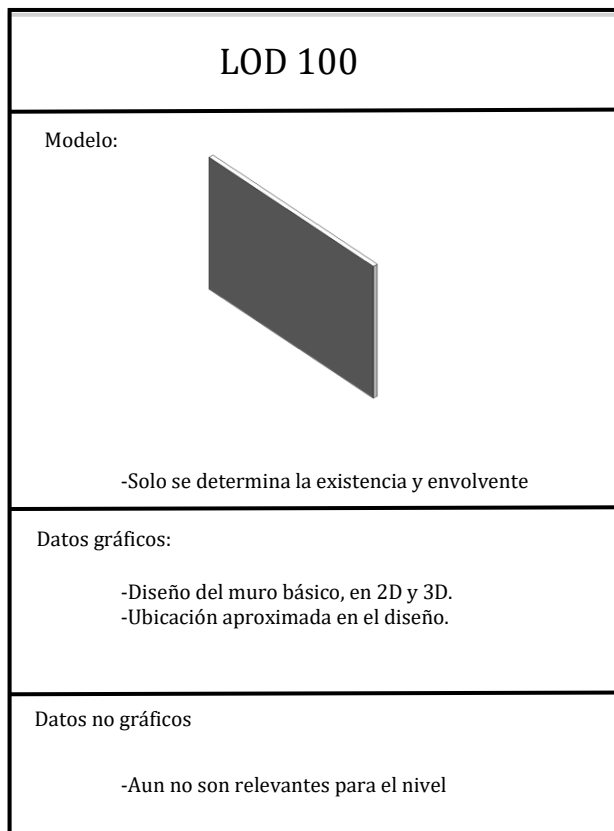 LOD 100
Modelo:
-Solo se determina la existencia y envolvente
Datos gráficos:
-Diseño del muro básico, en 2D y 3D.
-Ubicación aproximada en el diseño.
Datos no gráficos
-Aun no son relevantes para el nivel